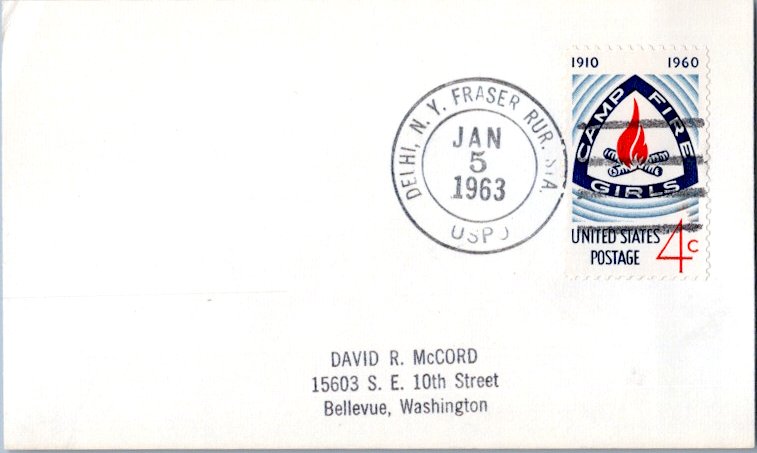 DELHI, N. Y. FRASER RUR. STA.
JAN
5
1963
USPO
1910 1960
CAMP FIRE
GIRLS
UNITED STATES
POSTAGE 4c
DAVID R. McCORD
15603 S. E. 10th Street
Bellevue, Washington